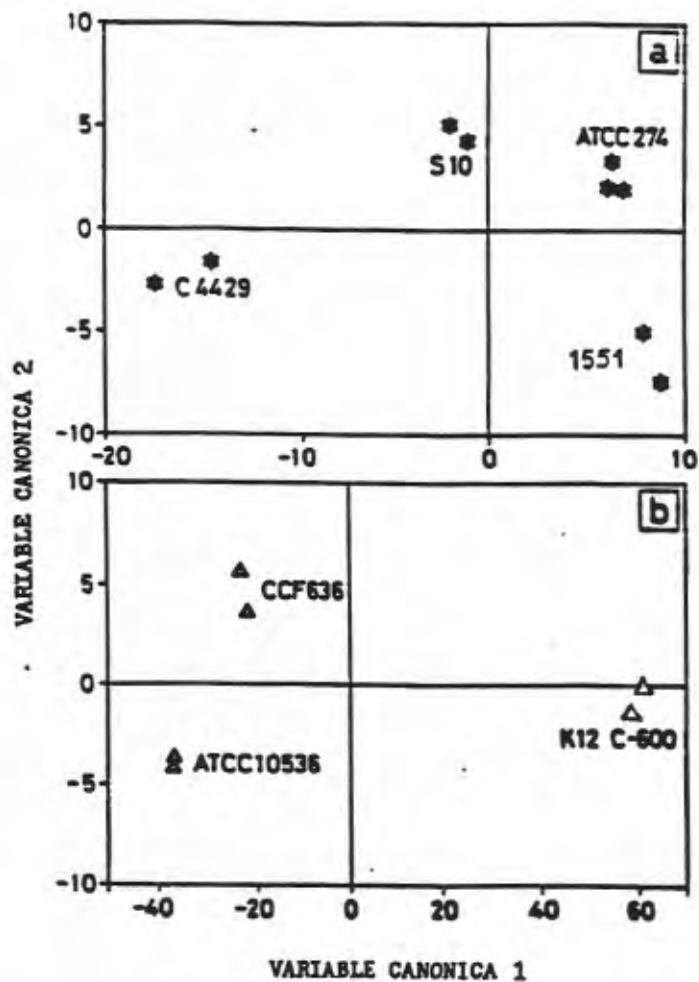 10
a
5
ATCC 274
S 10
0
C 4429
-5
1551
-10
-20 -10 0 10
VARIABLE CANONICA 2
10
b
5
CCF636
0
K12 C-600
ATCC10536
-5
-10
-40 -20 0 20 40 60
VARIABLE CANONICA 1